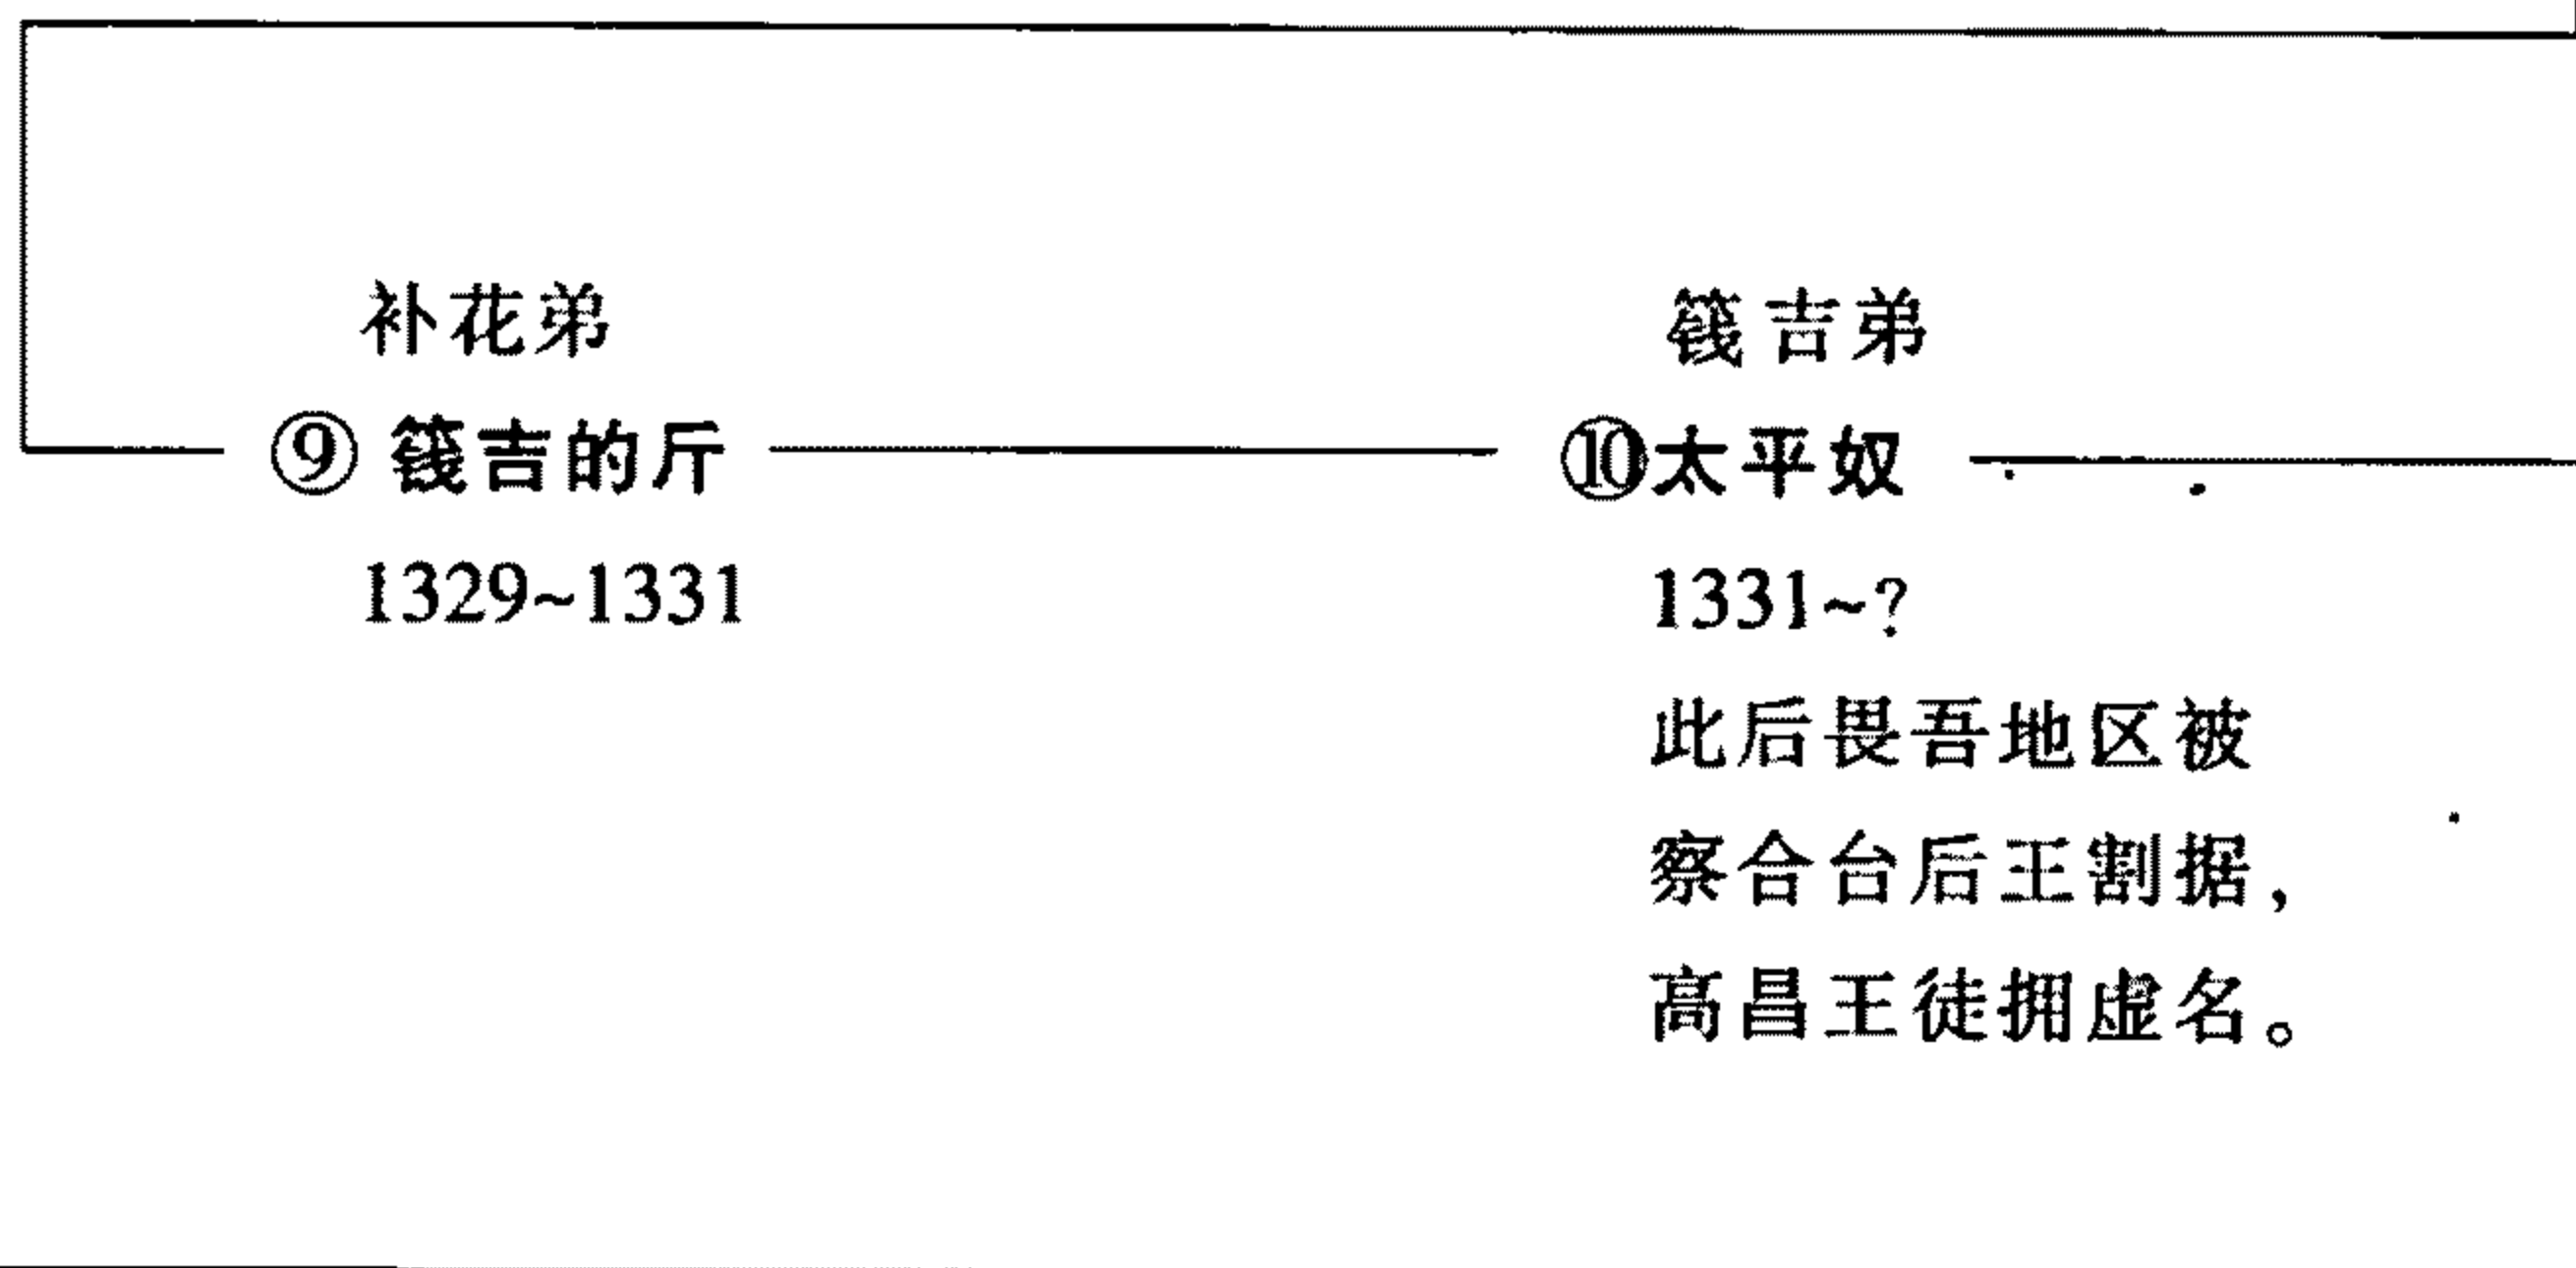 补花弟
⑨ 篯吉的斤
1329~1331
篯吉弟
⑩太平奴
1331~?
此后畏吾地区被
察合台后王割据，
高昌王徒拥虚名。